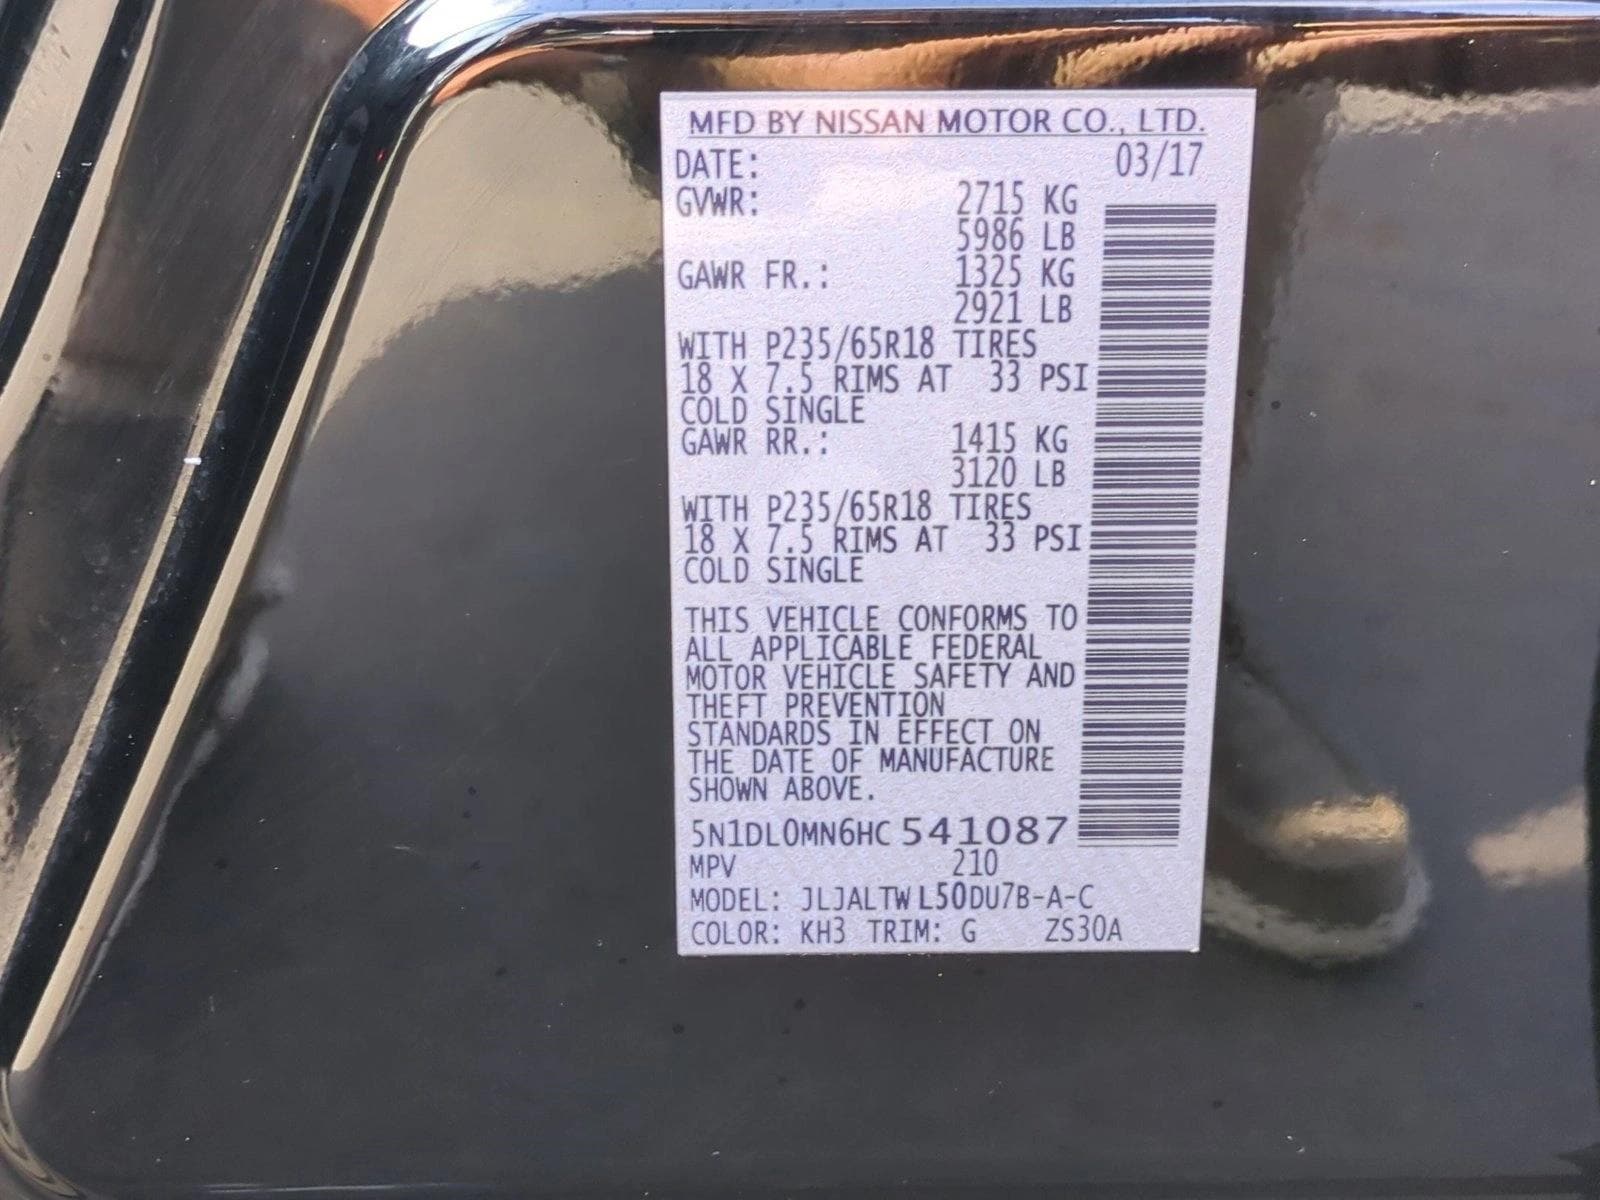 MFD BY NISSAN MOTOR CO., LTD.
DATE: 03/17
GVWR: 2715 KG
5986 LB
GAWR FR.: 1325 KG
2921 LB
WITH P235/65R18 TIRES
18 X 7.5 RIMS AT 33 PSI
COLD SINGLE
GAWR RR.: 1415 KG
3120 LB
WITH P235/65R18 TIRES
18 X 7.5 RIMS AT 33 PSI
COLD SINGLE
THIS VEHICLE CONFORMS TO
ALL APPLICABLE FEDERAL
MOTOR VEHICLE SAFETY AND
THEFT PREVENTION
STANDARDS IN EFFECT ON
THE DATE OF MANUFACTURE
SHOWN ABOVE.
5N1DL0MN6HC 541087
MPV 210
MODEL: JLJALTW L50DU7B-A-C
COLOR: KH3 TRIM: G ZS30A